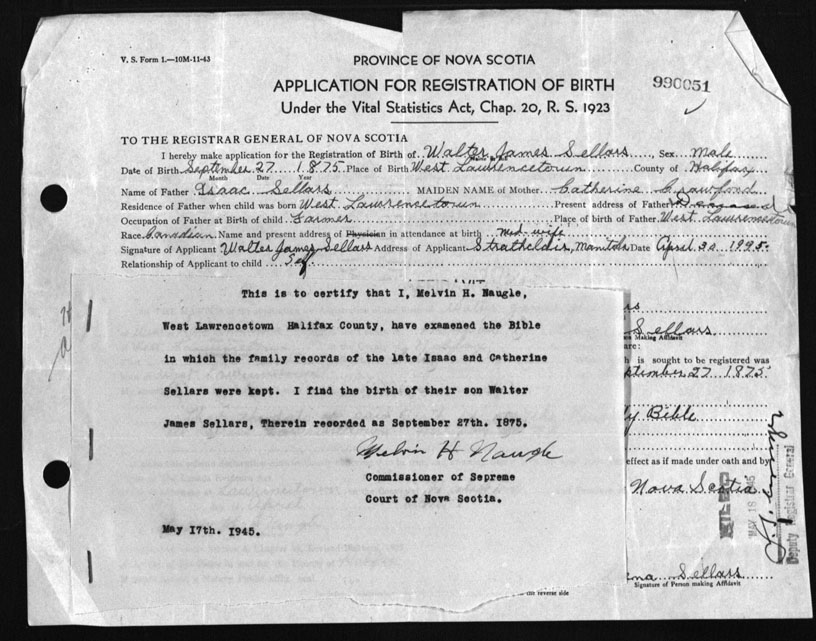 V. S. Form 1.—10M-11-43
PROVINCE OF NOVA SCOTIA
APPLICATION FOR REGISTRATION OF BIRTH
990051
Under the Vital Statistics Act, Chap. 20, R. S. 1923
TO THE REGISTRAR GENERAL OF NOVA SCOTIA
I hereby make application for the Registration of Birth of Walter James Sellars, Sex Male
Date of Birth September 27 1875 Place of Birth West Lawrencetown County of Halifax
Month Date Year
Name of Father Isaac Sellars MAIDEN NAME of Mother Catherine Crawford
Residence of Father when child was born West Lawrencetown Present address of Father Deceased
Occupation of Father at Birth of child Farmer Place of birth of Father West Lawrencetown
Race Canadian Name and present address of Physician in attendance at birth mid wife
Signature of Applicant Walter James Sellars Address of Applicant Strathclair, Manitoba Date April 30 1945
Relationship of Applicant to child Self
This is to certify that I, Melvin H. Naugle,
West Lawrencetown Halifax County, have examened the Bible
in which the family records of the late Isaac and Catherine
Sellars were kept. I find the birth of their son Walter
James Sellars, Therein recorded as September 27th. 1875.
Melvin H Naugle
Commissioner of Sepreme
Court of Nova Scotia.
May 17th. 1945.
Sellars
Making Affidavit
are:
is sought to be registered was
September 27 1875
Bible
effect as if made under oath and by
Nova Scotia
MAY 18 1945
Deputy Registrar General
Sellars
Signature of Person making Affidavit
reverse side